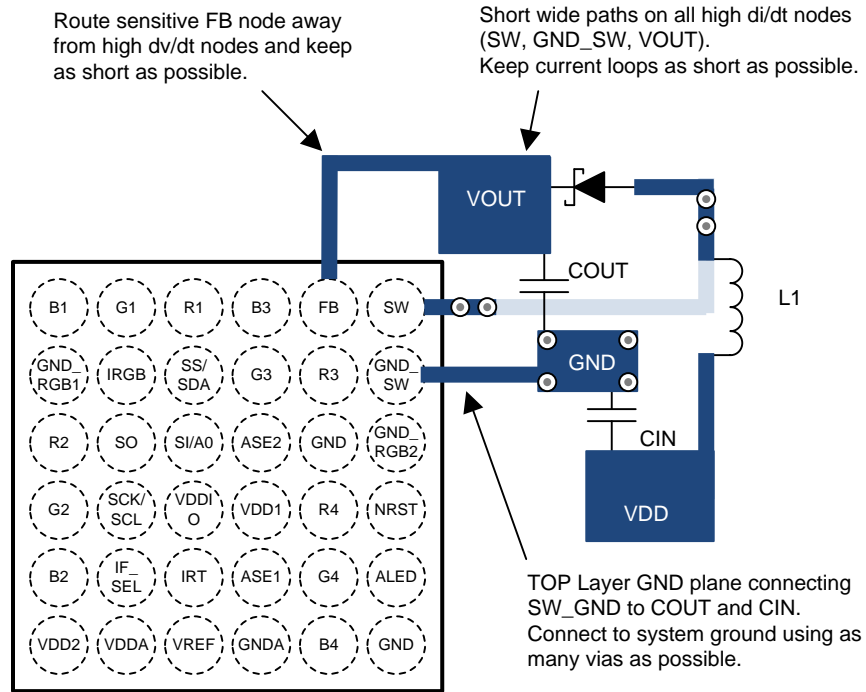 Route sensitive FB node away
from high dv/dt nodes and keep
as short as possible.
Short wide paths on all high di/dt nodes
(SW, GND_SW, VOUT).
Keep current loops as short as possible.
VOUT
COUT
L1
B1 G1 R1 B3 FB SW
GND_
RGB1
IRGB
SS/
SDA
G3
R3
GND_
SW
GND
CIN
R2 SO SI/A0 ASE2 GND
GND_
RGB2
G2
SCK/
SCL
VDDI
O
VDD1
R4
NRST
VDD
B2
IF_
SEL
IRT
ASE1
G4
ALED
VDD2 VDDA VREF GNDA B4 GND
TOP Layer GND plane connecting
SW_GND to COUT and CIN.
Connect to system ground using as
many vias as possible.